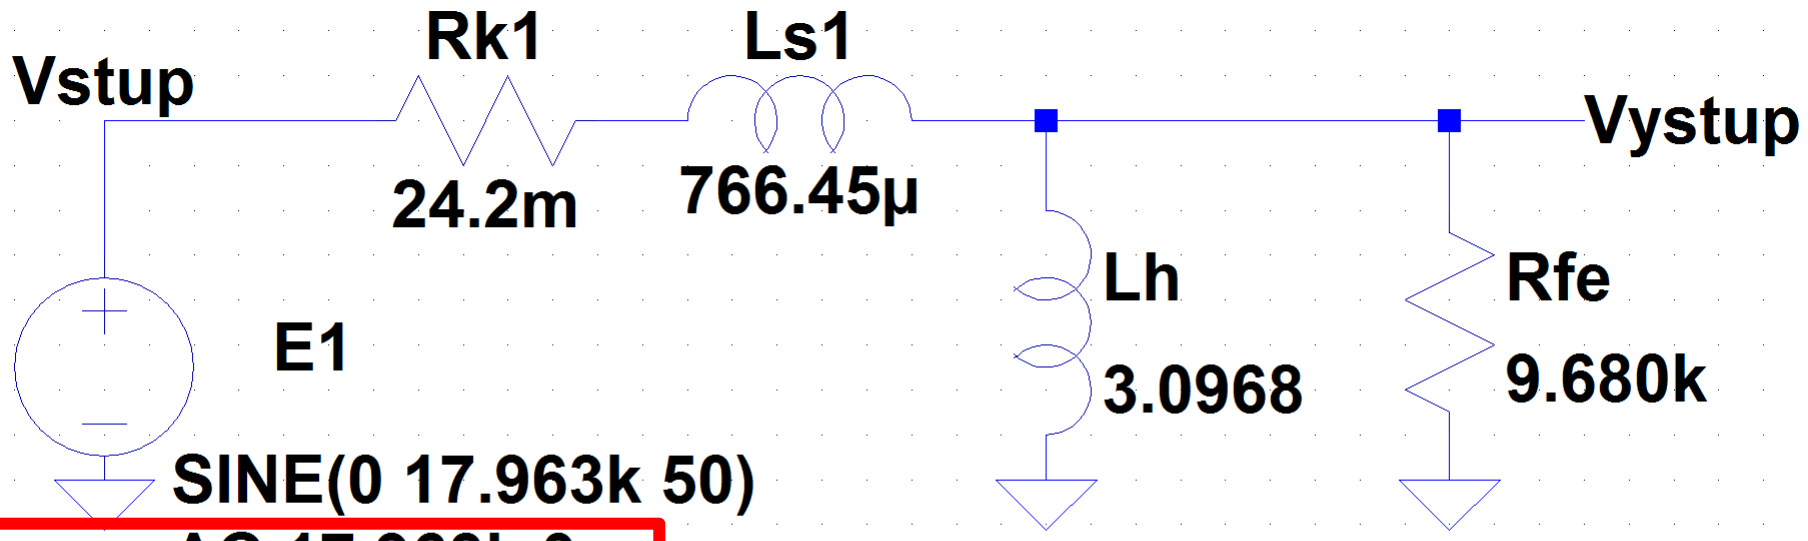 Vstup
Rk1
24.2m
Ls1
766.45µ
Vystup
Lh
3.0968
Rfe
9.680k
E1
SINE(0 17.963k 50)